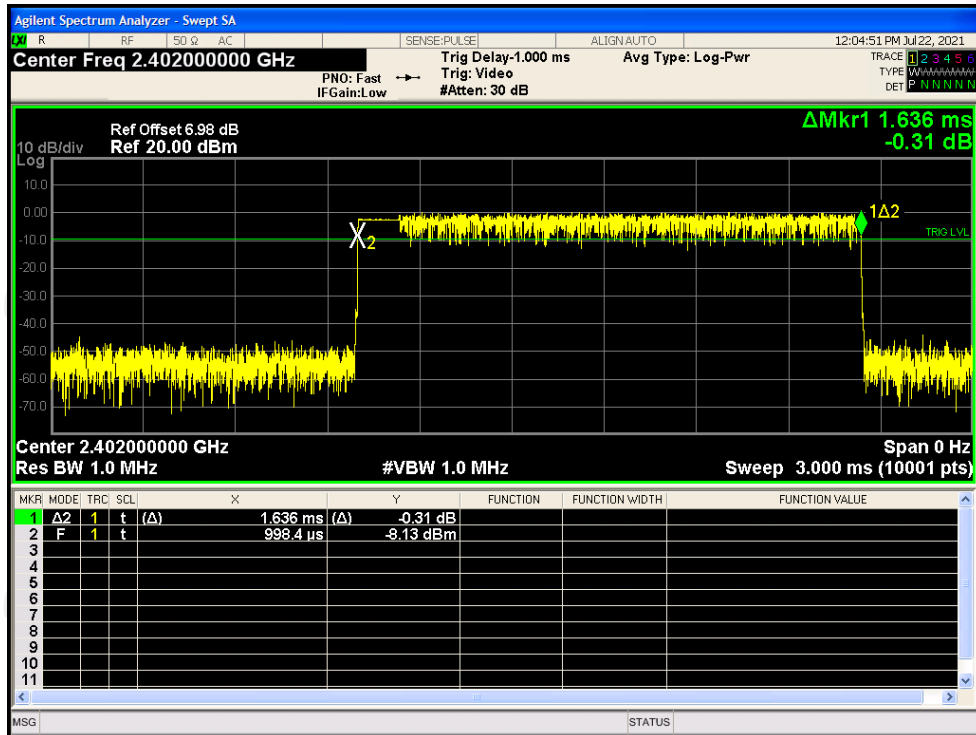 Agilent Spectrum Analyzer - Swept SA
LXI R RF 50 Ω AC SENSE:PULSE ALIGN AUTO 12:04:51 PM Jul 22, 2021
Center Freq 2.402000000 GHz
PNO: Fast
IFGain:Low
Trig Delay-1.000 ms
Trig: Video
#Atten: 30 dB
Avg Type: Log-Pwr
TRACE 1 2 3 4 5 6
TYPE WWWWWW
DET P N N N N N
ΔMkr1 1.636 ms
-0.31 dB
Ref Offset 6.98 dB
10 dB/div Ref 20.00 dBm
Log
10.0
0.00
1Δ2
X2
TRIG LVL
-10.0
-20.0
-30.0
-40.0
-50.0
-60.0
-70.0
Center 2.402000000 GHz Span 0 Hz
Res BW 1.0 MHz #VBW 1.0 MHz Sweep 3.000 ms (10001 pts)
MKR MODE TRC SCL X Y FUNCTION FUNCTION WIDTH FUNCTION VALUE
1 Δ2 1 t (Δ) 1.636 ms (Δ) -0.31 dB
2 F 1 t 998.4 µs -8.13 dBm
3
4
5
6
7
8
9
10
11
MSG STATUS